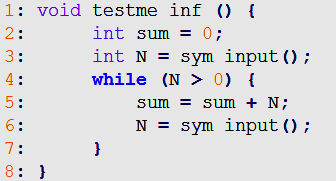 1: void testme inf () {
2: int sum = 0;
3: int N = sym input();
4: while (N > 0) {
5: sum = sum + N;
6: N = sym input();
7: }
8: }